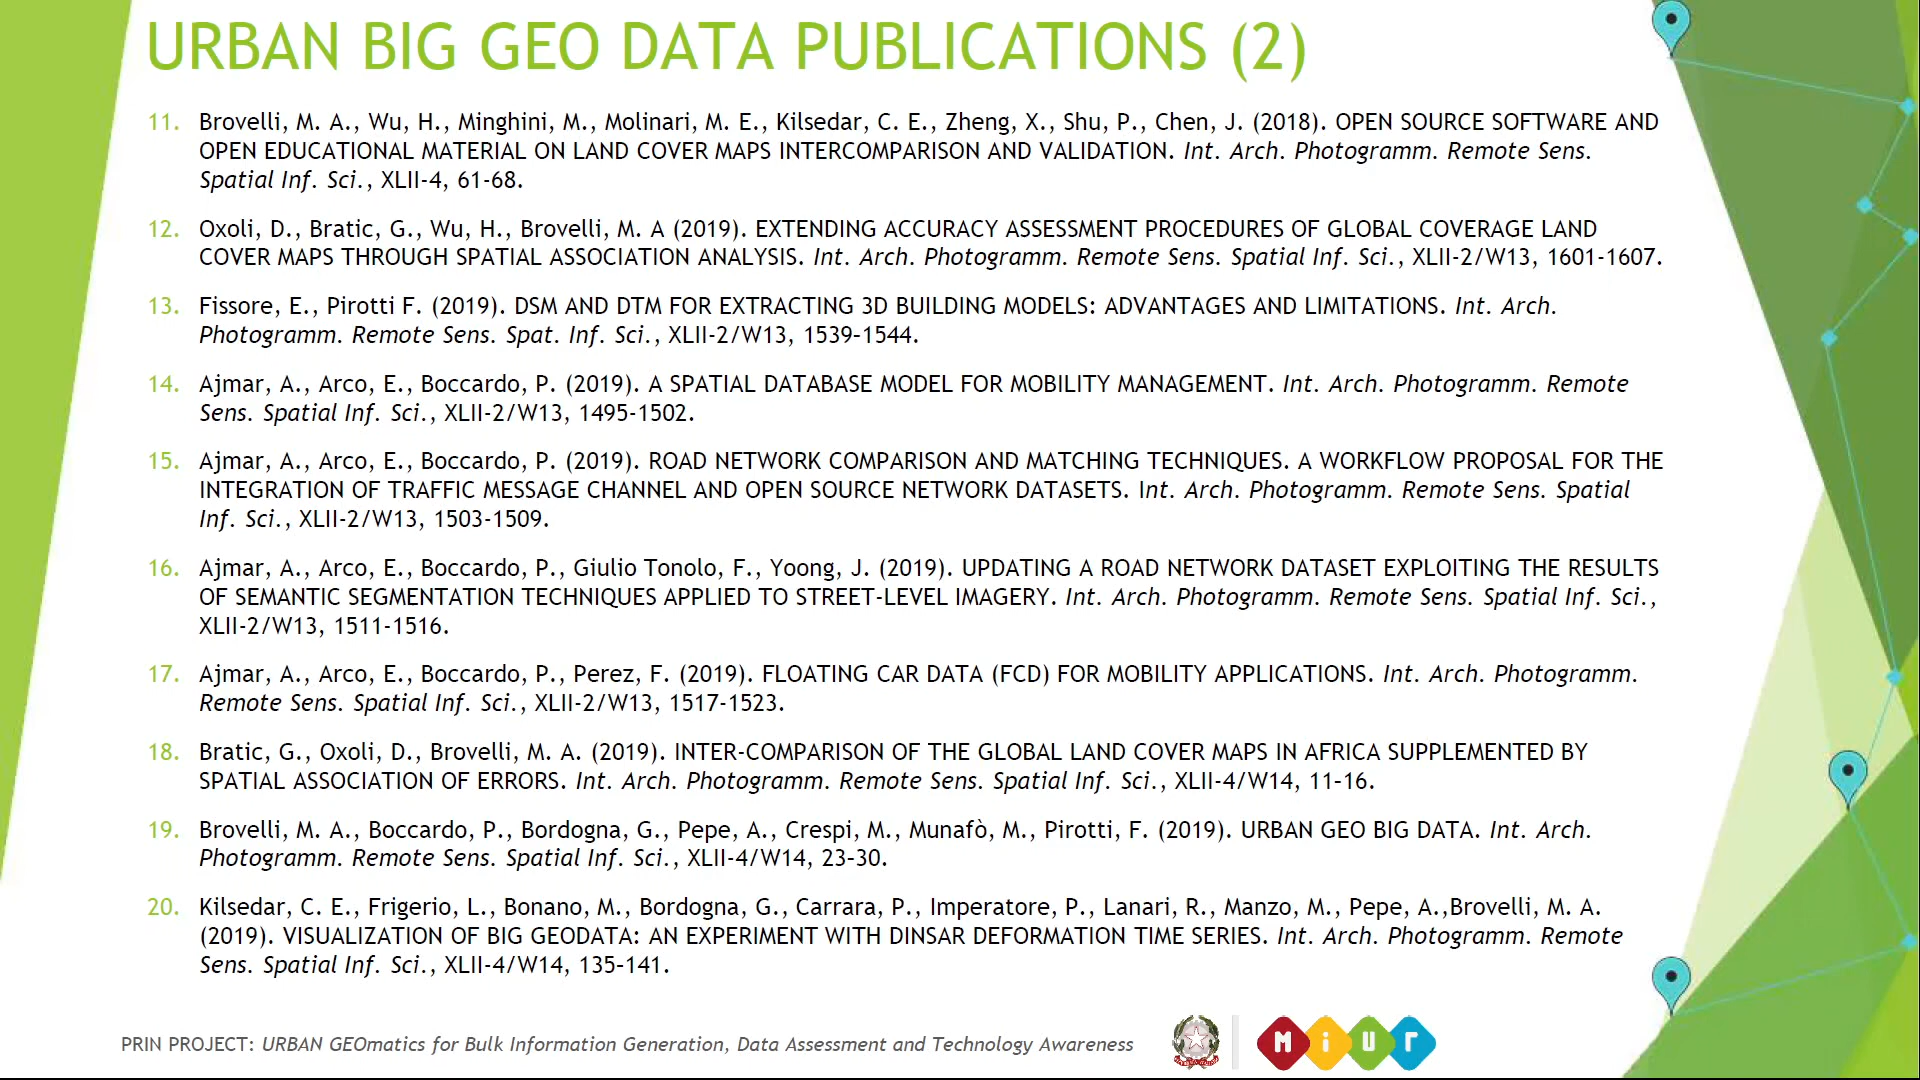 URBAN BIG GEO DATA PUBLICATIONS (2)
11. Brovelli, M. A., Wu, H., Minghini, M., Molinari, M. E., Kilsedar, C. E., Zheng, X., Shu, P., Chen, J. (2018). OPEN SOURCE SOFTWARE AND
OPEN EDUCATIONAL MATERIAL ON LAND COVER MAPS INTERCOMPARISON AND VALIDATION. Int. Arch. Photogramm. Remote Sens.
Spatial Inf. Sci., XLII-4, 61-68.
12. Oxoli, D., Bratic, G., Wu, H., Brovelli, M. A (2019). EXTENDING ACCURACY ASSESSMENT PROCEDURES OF GLOBAL COVERAGE LAND
COVER MAPS THROUGH SPATIAL ASSOCIATION ANALYSIS. Int. Arch. Photogramm. Remote Sens. Spatial Inf. Sci., XLII-2/W13, 1601-1607.
13. Fissore, E., Pirotti F. (2019). DSM AND DTM FOR EXTRACTING 3D BUILDING MODELS: ADVANTAGES AND LIMITATIONS. Int. Arch.
Photogramm. Remote Sens. Spat. Inf. Sci., XLII-2/W13, 1539–1544.
14. Ajmar, A., Arco, E., Boccardo, P. (2019). A SPATIAL DATABASE MODEL FOR MOBILITY MANAGEMENT. Int. Arch. Photogramm. Remote
Sens. Spatial Inf. Sci., XLII-2/W13, 1495-1502.
15. Ajmar, A., Arco, E., Boccardo, P. (2019). ROAD NETWORK COMPARISON AND MATCHING TECHNIQUES. A WORKFLOW PROPOSAL FOR THE
INTEGRATION OF TRAFFIC MESSAGE CHANNEL AND OPEN SOURCE NETWORK DATASETS. Int. Arch. Photogramm. Remote Sens. Spatial
Inf. Sci., XLII-2/W13, 1503-1509.
16. Ajmar, A., Arco, E., Boccardo, P., Giulio Tonolo, F., Yoong, J. (2019). UPDATING A ROAD NETWORK DATASET EXPLOITING THE RESULTS
OF SEMANTIC SEGMENTATION TECHNIQUES APPLIED TO STREET-LEVEL IMAGERY. Int. Arch. Photogramm. Remote Sens. Spatial Inf. Sci.,
XLII-2/W13, 1511-1516.
17. Ajmar, A., Arco, E., Boccardo, P., Perez, F. (2019). FLOATING CAR DATA (FCD) FOR MOBILITY APPLICATIONS. Int. Arch. Photogramm.
Remote Sens. Spatial Inf. Sci., XLII-2/W13, 1517-1523.
18. Bratic, G., Oxoli, D., Brovelli, M. A. (2019). INTER-COMPARISON OF THE GLOBAL LAND COVER MAPS IN AFRICA SUPPLEMENTED BY
SPATIAL ASSOCIATION OF ERRORS. Int. Arch. Photogramm. Remote Sens. Spatial Inf. Sci., XLII-4/W14, 11–16.
19. Brovelli, M. A., Boccardo, P., Bordogna, G., Pepe, A., Crespi, M., Munafò, M., Pirotti, F. (2019). URBAN GEO BIG DATA. Int. Arch.
Photogramm. Remote Sens. Spatial Inf. Sci., XLII-4/W14, 23–30.
20. Kilsedar, C. E., Frigerio, L., Bonano, M., Bordogna, G., Carrara, P., Imperatore, P., Lanari, R., Manzo, M., Pepe, A.,Brovelli, M. A.
(2019). VISUALIZATION OF BIG GEODATA: AN EXPERIMENT WITH DINSAR DEFORMATION TIME SERIES. Int. Arch. Photogramm. Remote
Sens. Spatial Inf. Sci., XLII-4/W14, 135–141.
PRIN PROJECT: URBAN GEOmatics for Bulk Information Generation, Data Assessment and Technology Awareness
Miur